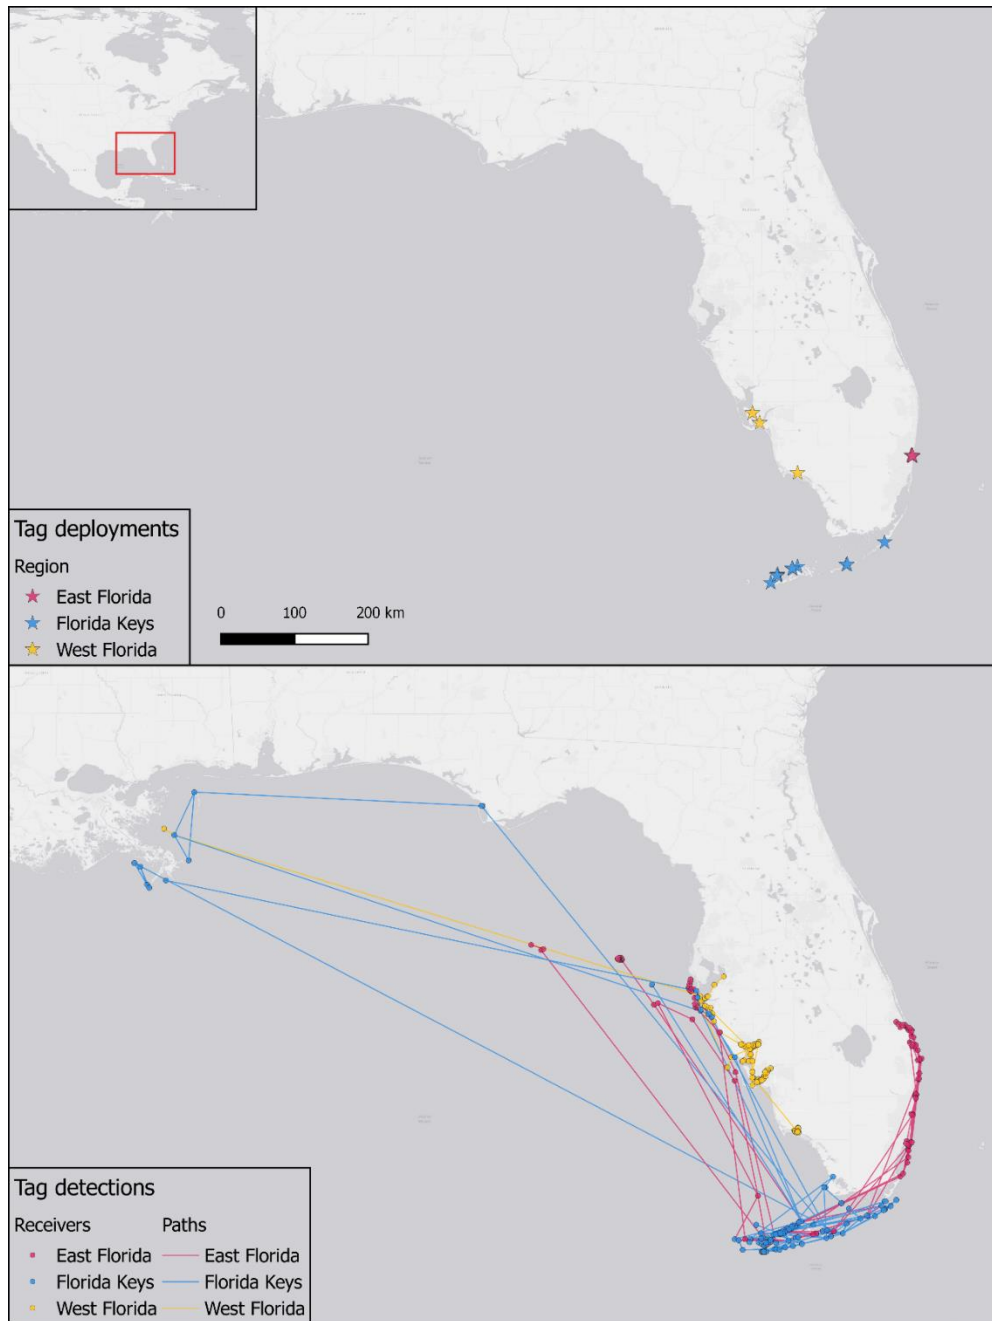 Tag deployments
Region
East Florida
Florida Keys
West Florida
0 100 200 km
Tag detections
Receivers Paths
East Florida East Florida
Florida Keys Florida Keys
West Florida West Florida